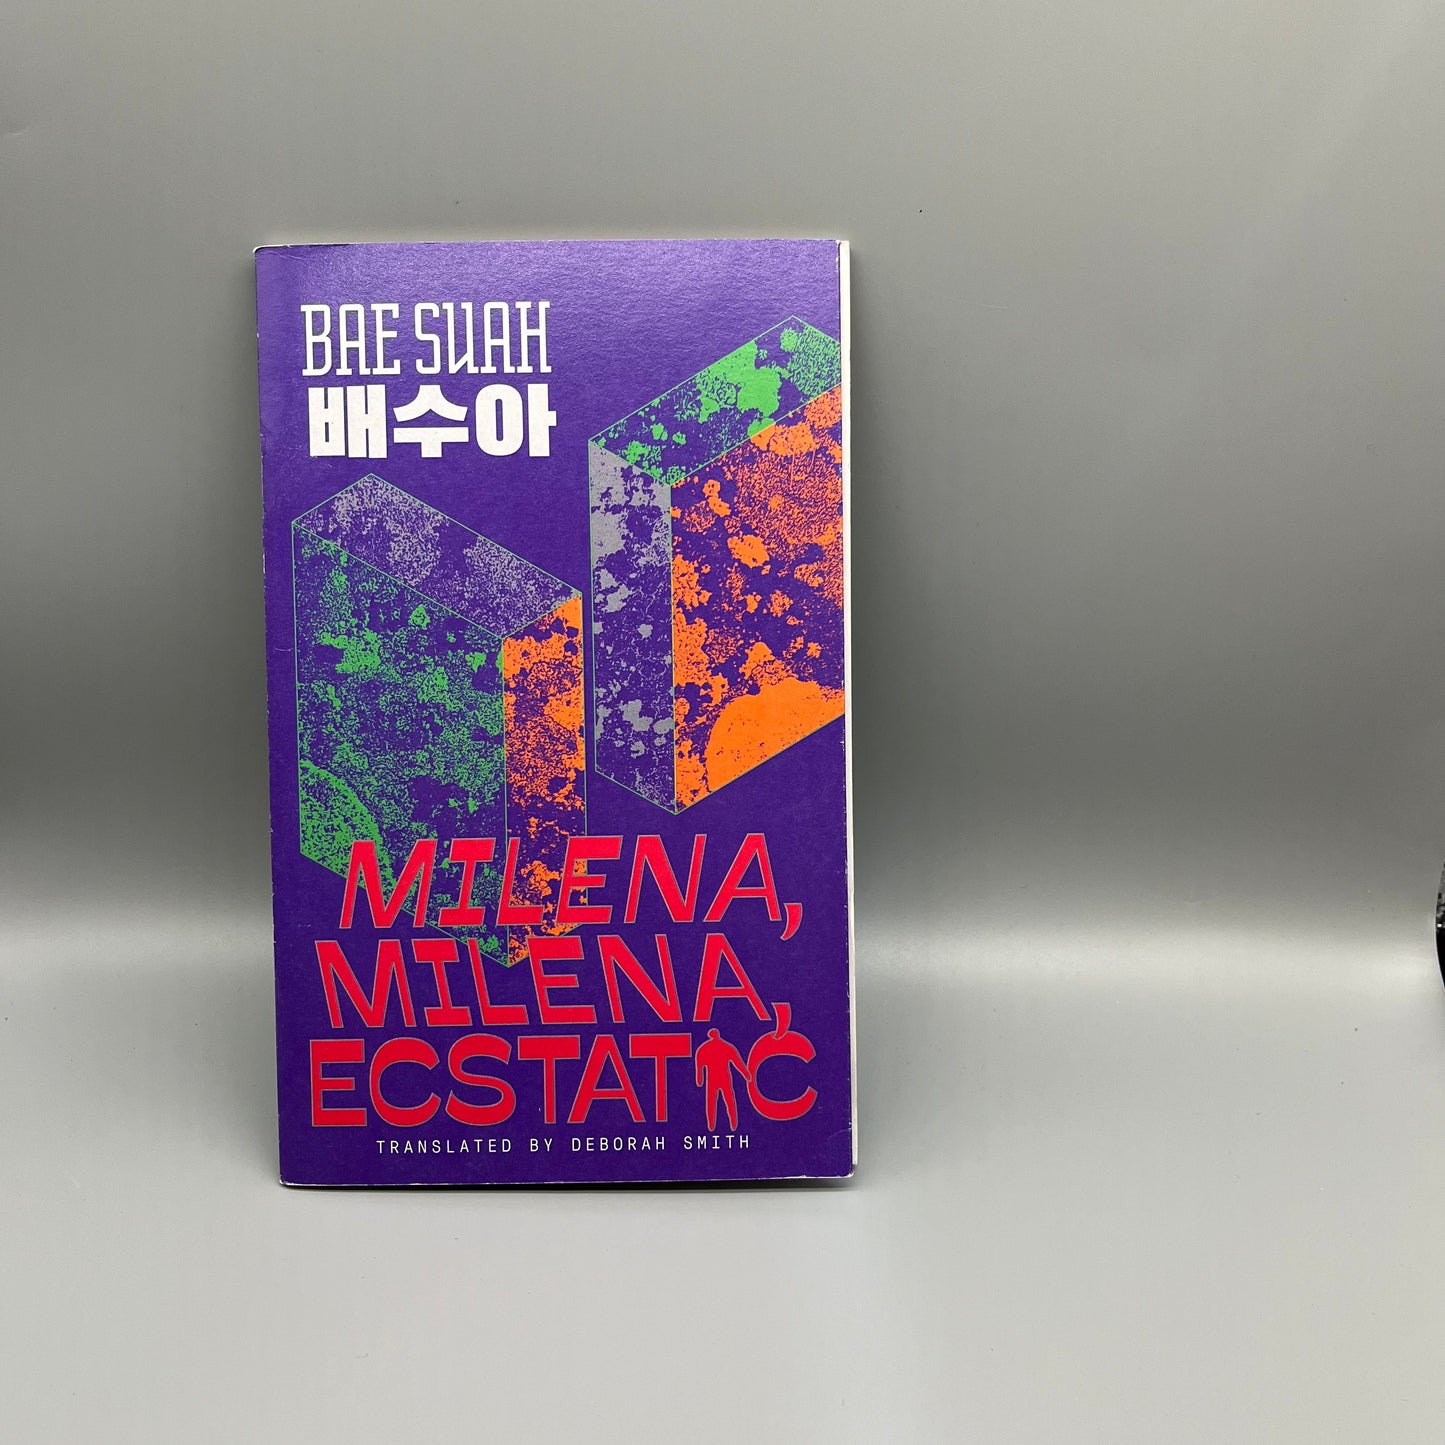 BAE SUAH
배수아
MILENA,
MILENA,
ECSTATIC
TRANSLATED BY DEBORAH SMITH